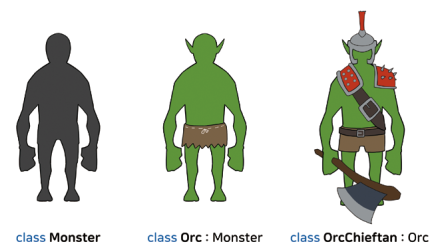 class Monster
class Orc : Monster
class OrcChieftan : Orc